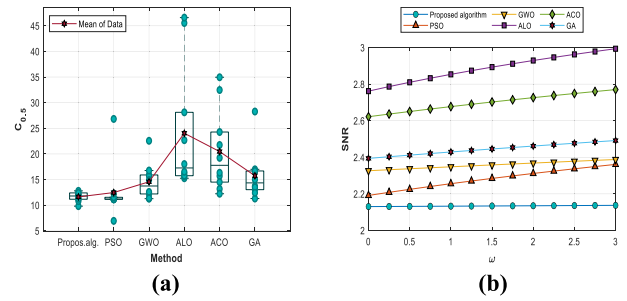 Mean of Data
45
40
35
30
25
20
15
10
5
C0.5
Propos.alg. PSO GWO ALO ACO GA
Method
(a)
Proposed algorithm GWO ACO
PSO ALO GA
3
2.8
2.6
2.4
2.2
2
SNR
0 0.5 1 1.5 2 2.5 3
ω
(b)